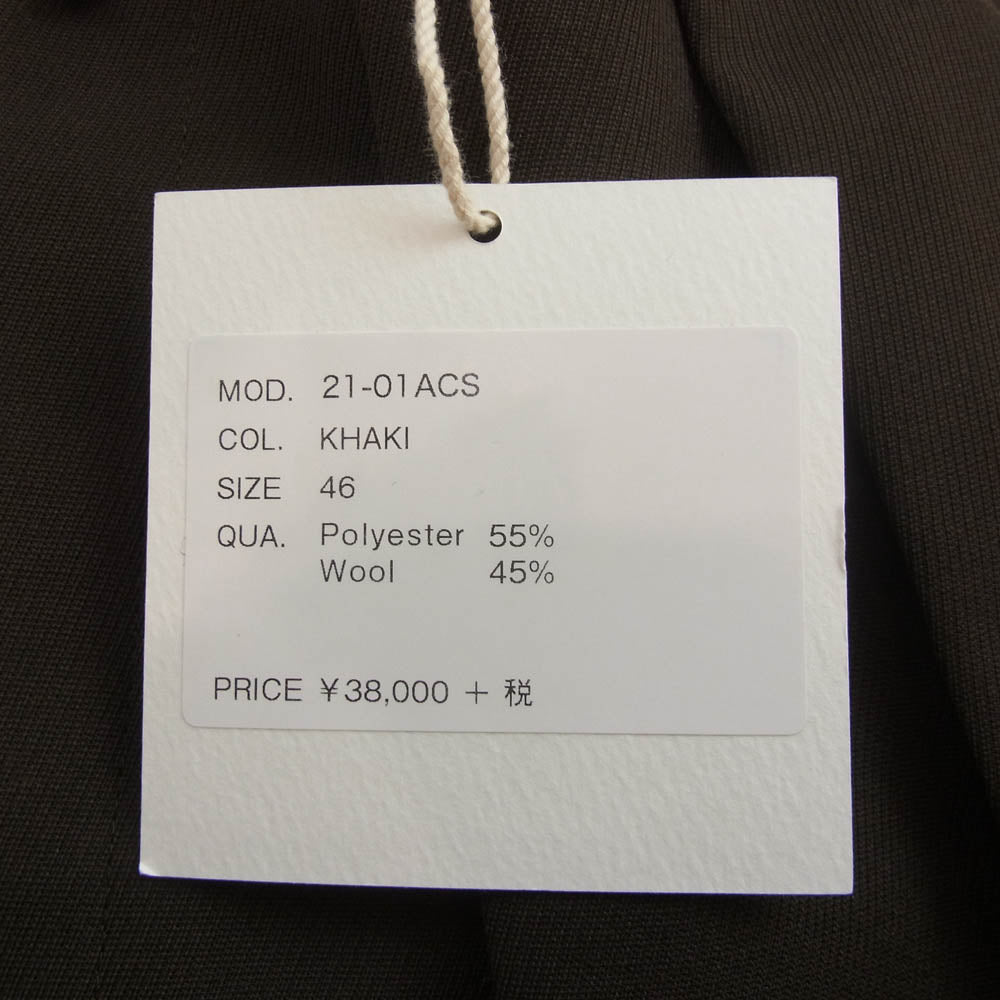 MOD. 21-01ACS
COL. KHAKI
SIZE 46
QUA. Polyester 55%
Wool 45%
PRICE ¥38,000 + 税